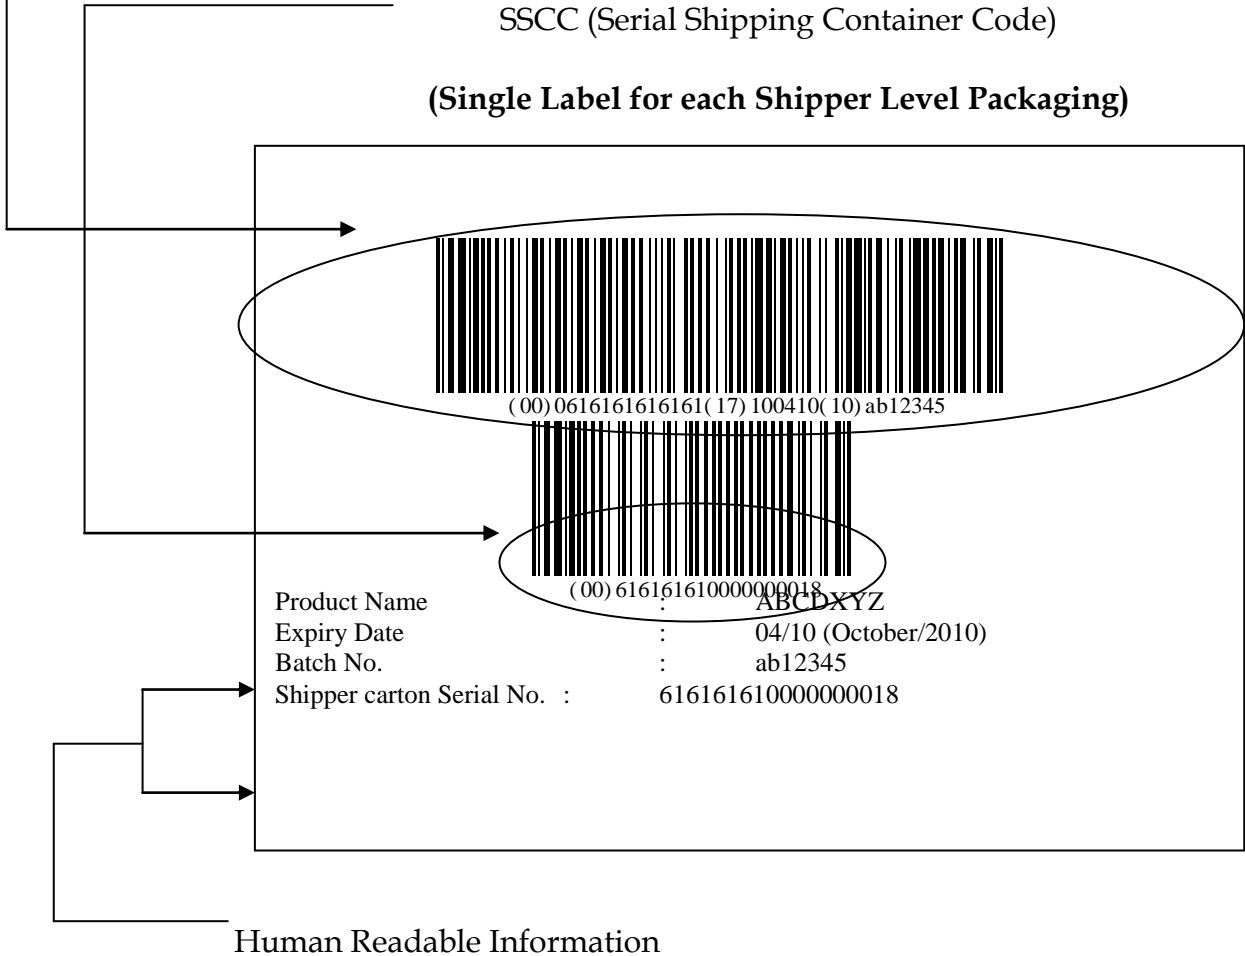 SSCC (Serial Shipping Container Code)
(Single Label for each Shipper Level Packaging)
(00)0616161616161(17)100410(10)ab12345
(00)616161610000000018
Product Name : ABCDXYZ
Expiry Date : 04/10 (October/2010)
Batch No. : ab12345
Shipper carton Serial No. : 616161610000000018
Human Readable Information